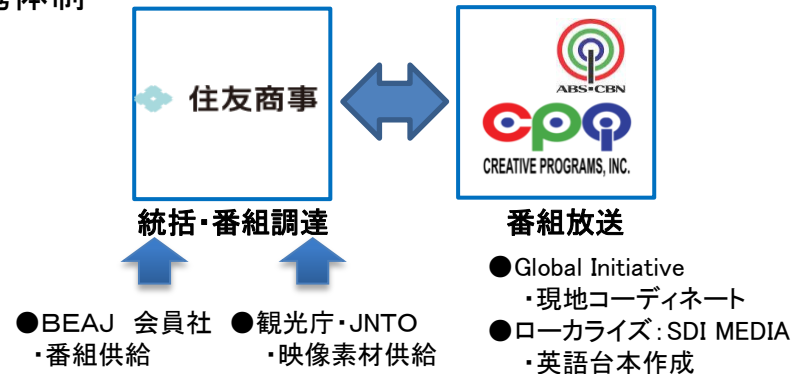 体制
住友商事
ABS-CBN
cpi
CREATIVE PROGRAMS, INC.
統括・番組調達
番組放送
●BEAJ 会員社
・番組供給
●観光庁・JNTO
・映像素材供給
●Global Initiative
・現地コーディネート
●ローカライズ：SDI MEDIA
・英語台本作成